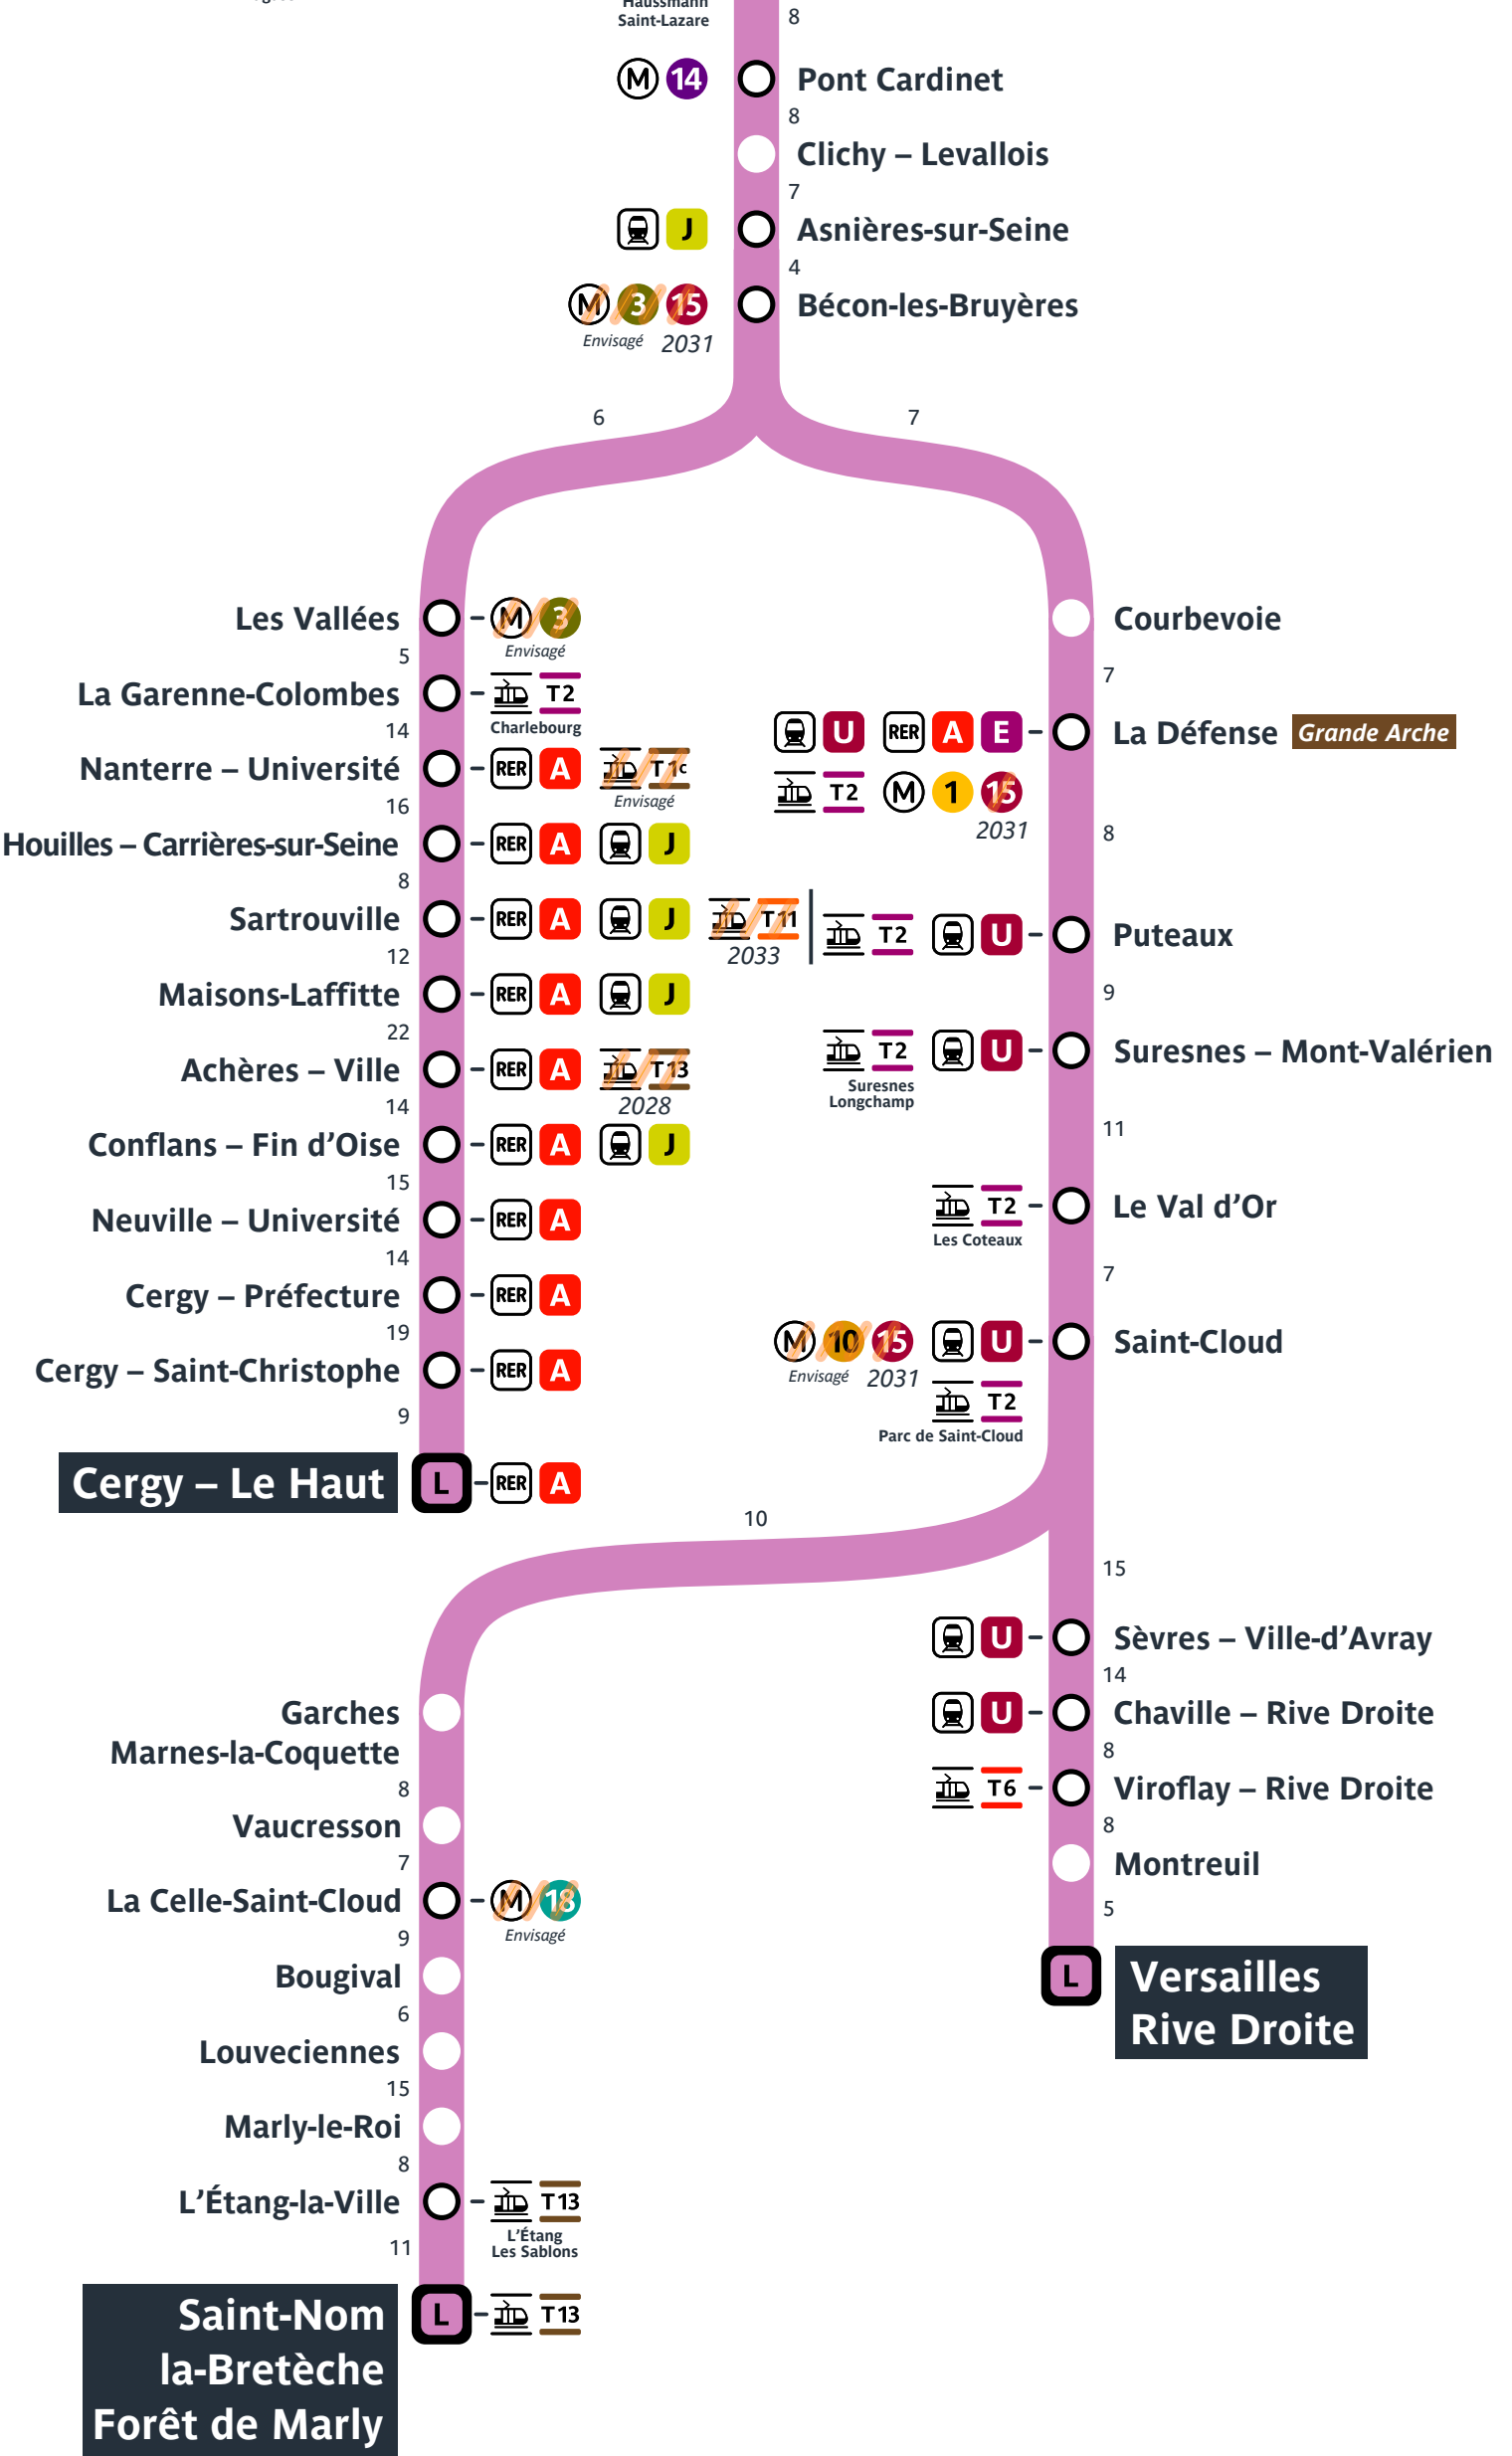 Haussmann
Saint-Lazare
8
M 14 Pont Cardinet
8
Clichy – Levallois
7
J Asnières-sur-Seine
4
M 3 15 Bécon-les-Bruyères
Envisagé 2031
6 7
Les Vallées M 3
Envisagé
5
La Garenne-Colombes T2
Charlebourg
14
Nanterre – Université RER A T1c
Envisagé
16
Houilles – Carrières-sur-Seine RER A J
8
Sartrouville RER A J T11
2033
12
Maisons-Laffitte RER A J
22
Achères – Ville RER A T13
2028
14
Conflans – Fin d’Oise RER A J
15
Neuville – Université RER A
14
Cergy – Préfecture RER A
19
Cergy – Saint-Christophe RER A
9
Cergy – Le Haut L RER A
Courbevoie
7
U RER A E La Défense Grande Arche
T2 M 1 15
2031
8
T2 U Puteaux
9
T2 U Suresnes – Mont-Valérien
Suresnes
Longchamp
11
T2 Le Val d’Or
Les Coteaux
7
M 10 15 U Saint-Cloud
Envisagé 2031
T2
Parc de Saint-Cloud
10
15
U Sèvres – Ville-d’Avray
14
U Chaville – Rive Droite
8
T6 Viroflay – Rive Droite
8
Montreuil
5
L Versailles
Rive Droite
Garches
Marnes-la-Coquette
8
Vaucresson
7
La Celle-Saint-Cloud M 18
Envisagé
9
Bougival
6
Louveciennes
15
Marly-le-Roi
8
L’Étang-la-Ville T13
L’Étang
Les Sablons
11
Saint-Nom L T13
la-Bretèche
Forêt de Marly